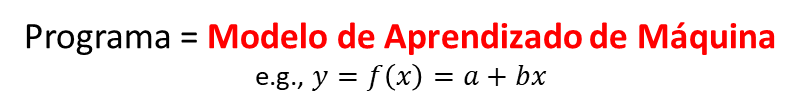 Programa = Modelo de Aprendizado de Máquina
e.g., y = f(x) = a + bx